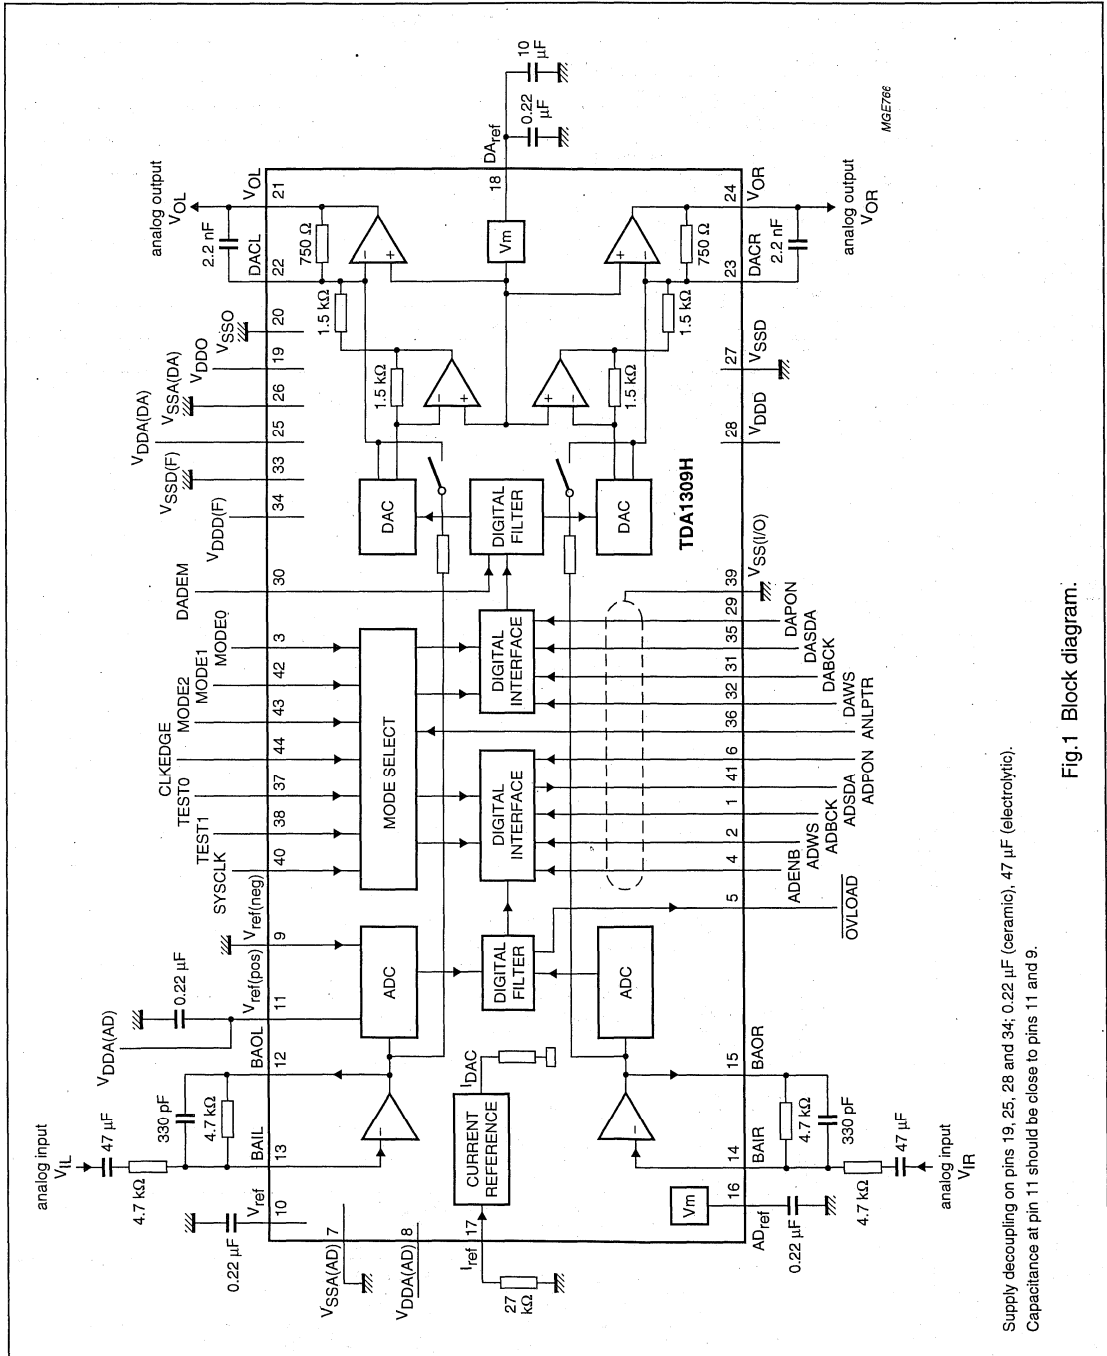 analog input
VIL
47 µF
4.7 kΩ
330 pF
4.7 kΩ
BAIL
13
BAOL
12
VDDA(AD)
0.22 µF
Vref(pos)
11
Vref(neg)
9
Vref
10
0.22 µF
SYSCLK
40
TEST1
38
TEST0
37
CLKEDGE
44
MODE2
43
MODE1
42
MODE0
3
DADEM
30
VDDD(F)
34
VSSD(F)
33
VDDA(DA)
25
VSSA(DA)
26
VDDO
19
VSSO
20
DACL
22
2.2 nF
VOL
21
analog output
VOL
VSSA(AD) 7
VDDA(AD) 8
Iref 17
27
kΩ
CURRENT
REFERENCE
IDAC
ADC
DIGITAL
FILTER
ADC
MODE SELECT
DIGITAL
INTERFACE
DIGITAL
INTERFACE
DAC
DIGITAL
FILTER
DAC
1.5 kΩ
1.5 kΩ
750 Ω
1.5 kΩ
1.5 kΩ
750 Ω
Vm
18
DAref
0.22
µF
10
µF
Vm
16
ADref
0.22 µF
TDA1309H
14
BAIR
15
BAOR
4.7 kΩ
330 pF
4.7 kΩ
47 µF
analog input
VIR
5
OVLOAD
4
ADENB
2
ADWS
1
ADBCK
41
ADSDA
6
ADPON
36
ANLPTR
32
DAWS
31
DABCK
35
DASDA
29
DAPON
39
VSS(I/O)
28
VDDD
27
VSSD
23
DACR
2.2 nF
24
VOR
analog output
VOR
MGE766
Supply decoupling on pins 19, 25, 28 and 34; 0.22 µF (ceramic), 47 µF (electrolytic).
Capacitance at pin 11 should be close to pins 11 and 9.
Fig.1 Block diagram.